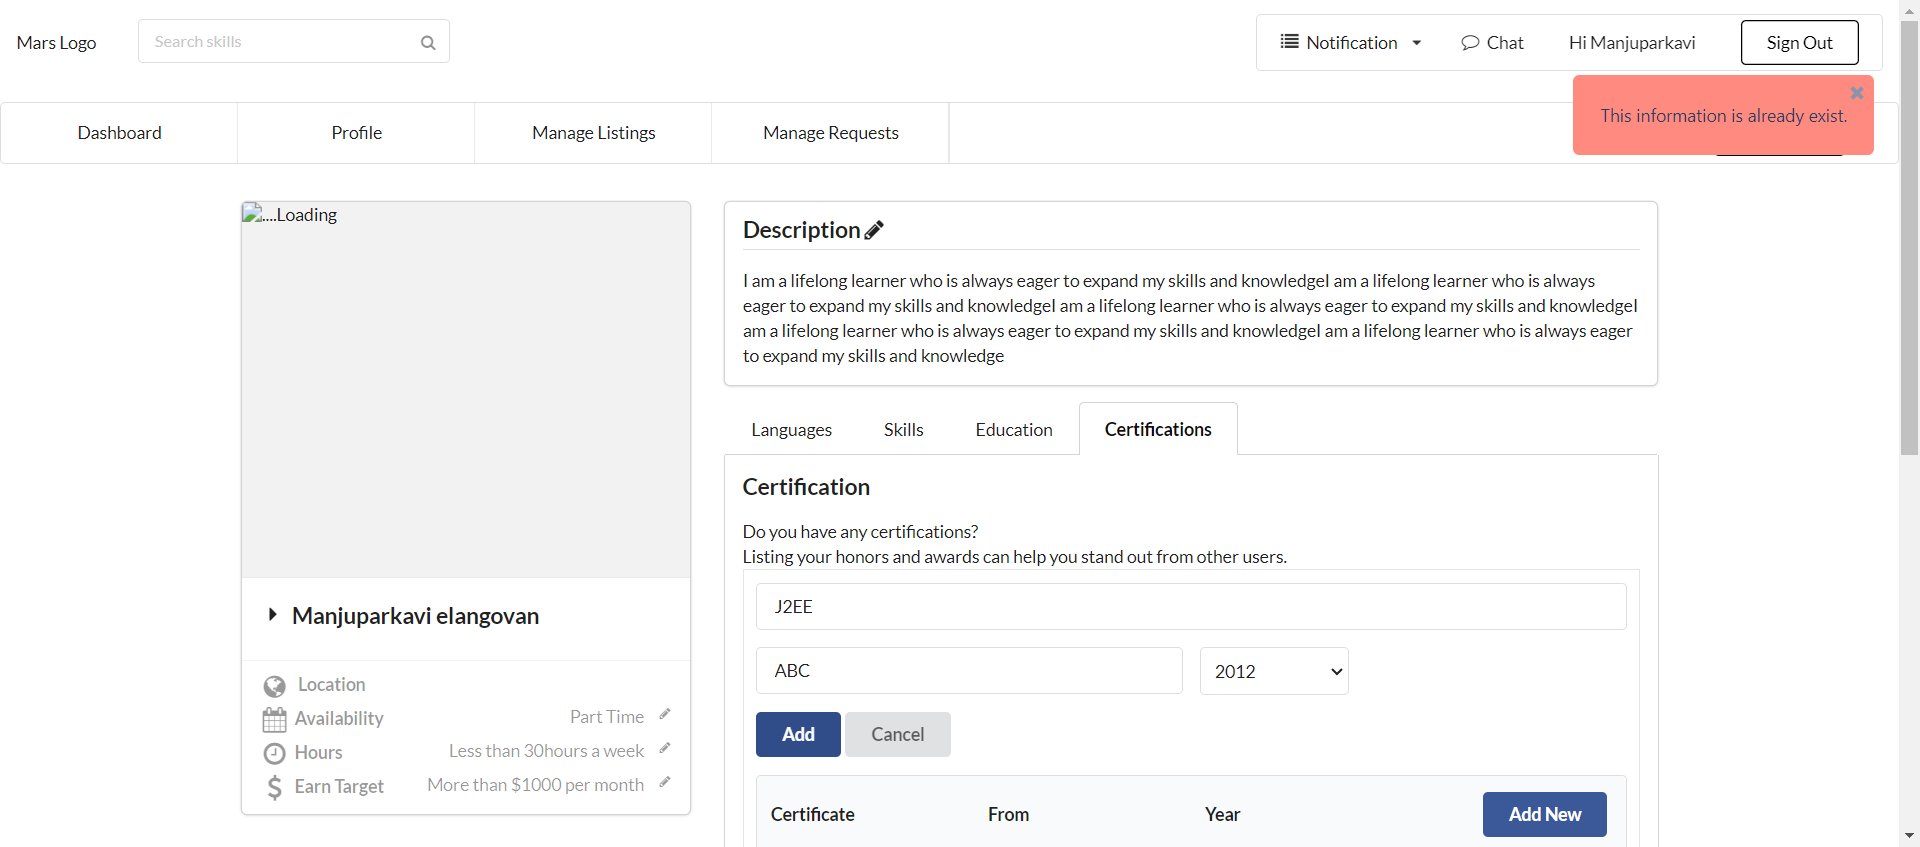 Mars Logo
Search skills
Notification
Chat
Hi Manjuparkavi
Sign Out
This information is already exist.
Dashboard
Profile
Manage Listings
Manage Requests
....Loading
Manjuparkavi elangovan
Location
Availability
Part Time
Hours
Less than 30hours a week
Earn Target
More than $1000 per month
Description
I am a lifelong learner who is always eager to expand my skills and knowledgeI am a lifelong learner who is always
eager to expand my skills and knowledgeI am a lifelong learner who is always eager to expand my skills and knowledgeI
am a lifelong learner who is always eager to expand my skills and knowledgeI am a lifelong learner who is always eager
to expand my skills and knowledge
Languages
Skills
Education
Certifications
Certification
Do you have any certifications?
Listing your honors and awards can help you stand out from other users.
J2EE
ABC
2012
Add
Cancel
Certificate
From
Year
Add New